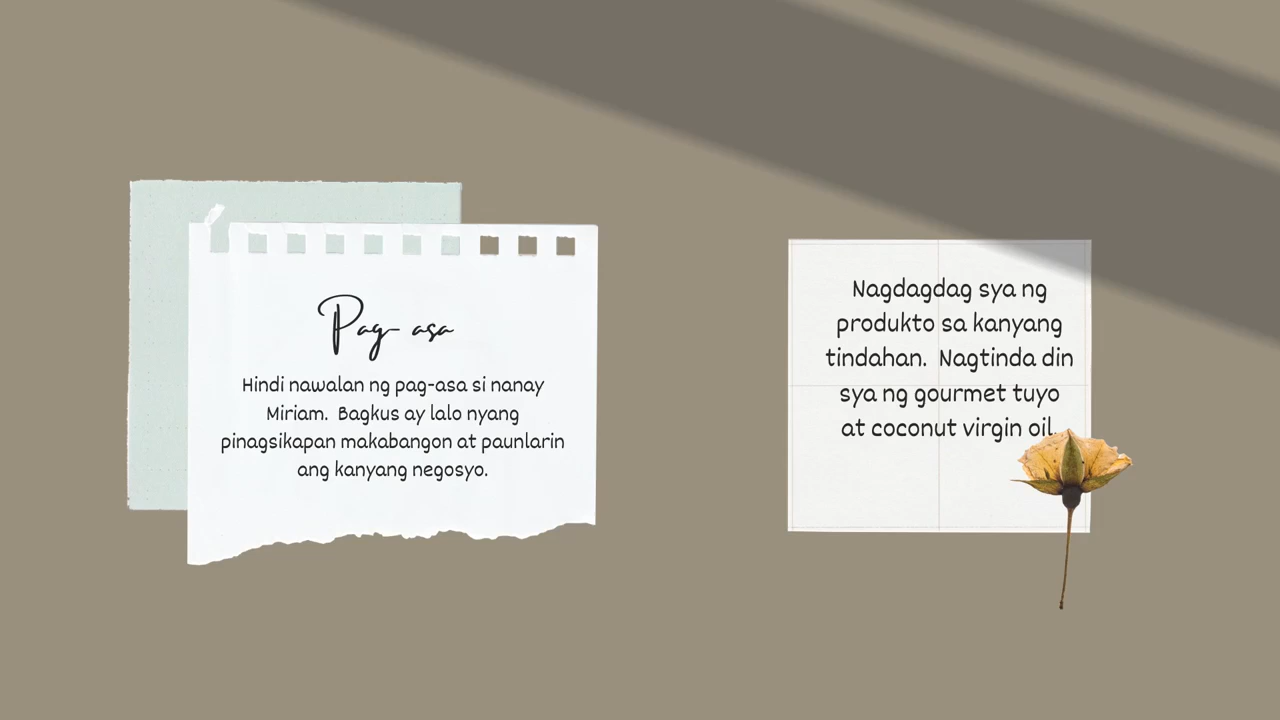 Pag-asa
Hindi nawalan ng pag-asa si nanay
Miriam.  Bagkus ay lalo nyang
pinagsikapan makabangon at paunlarin
ang kanyang negosyo.
Nagdagdag sya ng
produkto sa kanyang
tindahan.  Nagtinda din
sya ng gourmet tuyo
at coconut virgin oil.